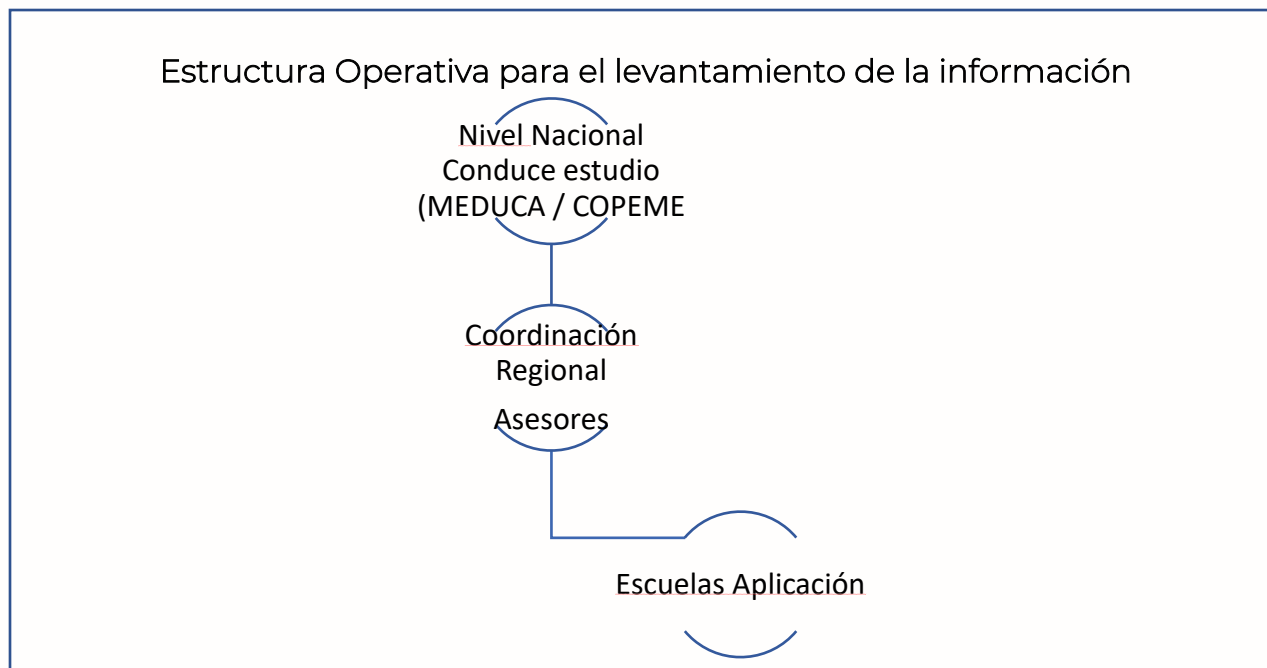 Estructura Operativa para el levantamiento de la información
Nivel Nacional
Conduce estudio
(MEDUCA / COPEME
Coordinación
Regional
Asesores
Escuelas Aplicación